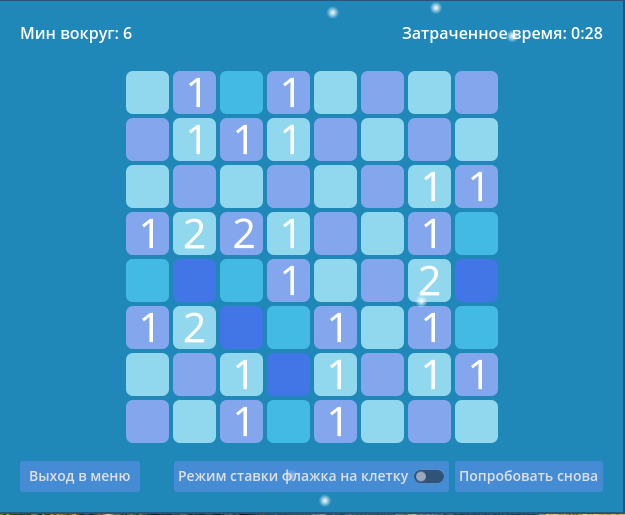 Мин вокруг: 6 Затраченное время: 0:28
1 1
1 1 1
1 1
1 2 2 1 1
1 2
1 2 1 1
1 1 1 1
1 1
Выход в меню Режим ставки флажка на клетку Попробовать снова